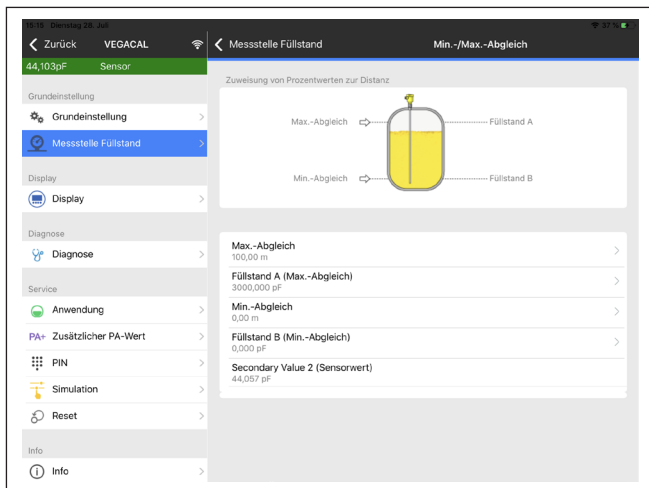 15:15 Dienstag 28. Juli
37 %
Zurück
VEGACAL
Messstelle Füllstand
Min.-/Max.-Abgleich
44,103pF
Sensor
Grundeinstellung
Grundeinstellung
Messstelle Füllstand
Display
Display
Diagnose
Diagnose
Service
Anwendung
PA+ Zusätzlicher PA-Wert
PIN
Simulation
Reset
Info
Info
Zuweisung von Prozentwerten zur Distanz
Max.-Abgleich
Füllstand A
Min.-Abgleich
Füllstand B
Max.-Abgleich
100,00 m
Füllstand A (Max.-Abgleich)
3000,000 pF
Min.-Abgleich
0,00 m
Füllstand B (Min.-Abgleich)
0,000 pF
Secondary Value 2 (Sensorwert)
44,057 pF